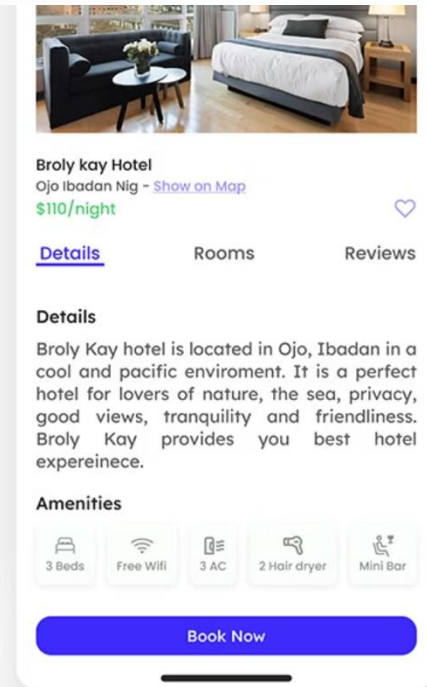 Broly kay Hotel
Ojo Ibadan Nig - Show on Map
$110/night
Details
Rooms
Reviews
Details
Broly Kay hotel is located in Ojo, Ibadan in a
cool and pacific enviroment. It is a perfect
hotel for lovers of nature, the sea, privacy,
good views, tranquility and friendliness.
Broly Kay provides you best hotel
expereinece.
Amenities
3 Beds
Free Wifi
3 AC
2 Hair dryer
Mini Bar
Book Now